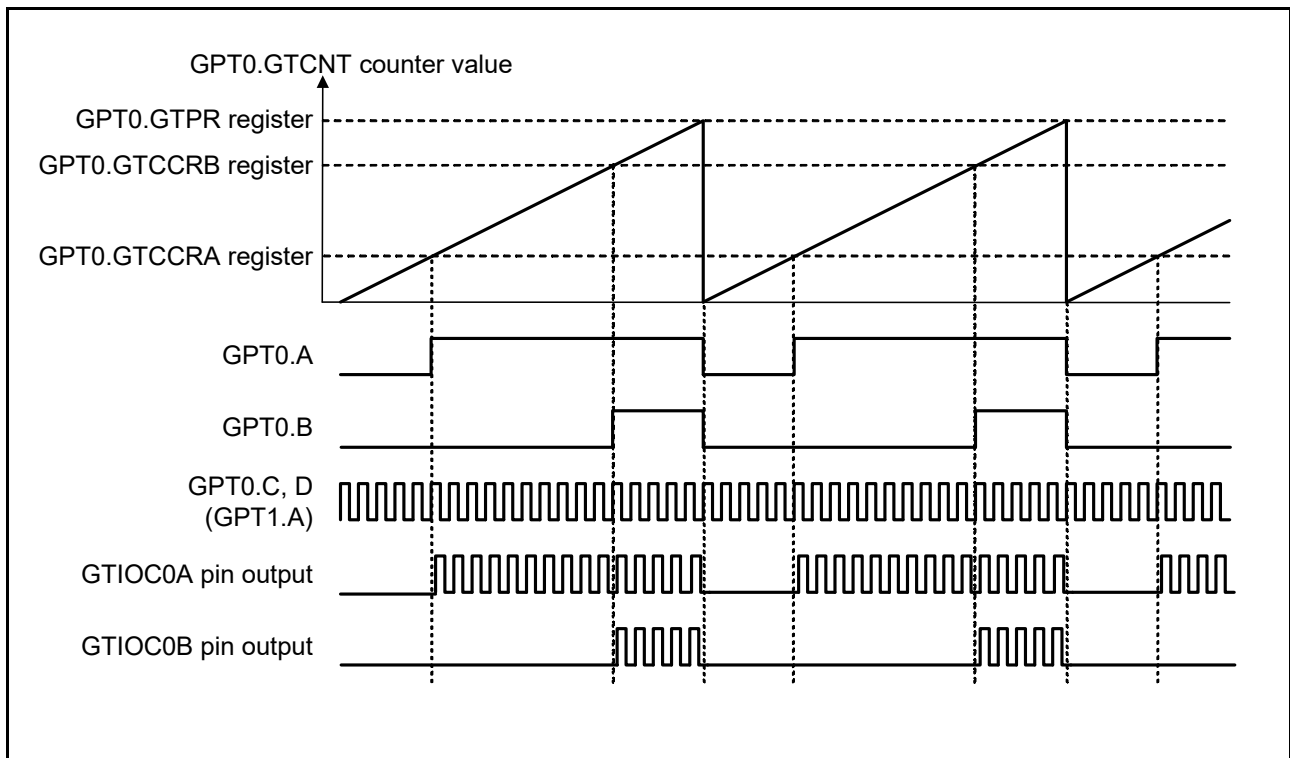 GPT0.GTCNT counter value
GPT0.GTPR register
GPT0.GTCCRB register
GPT0.GTCCRA register
GPT0.A
GPT0.B
GPT0.C, D
(GPT1.A)
GTIOC0A pin output
GTIOC0B pin output